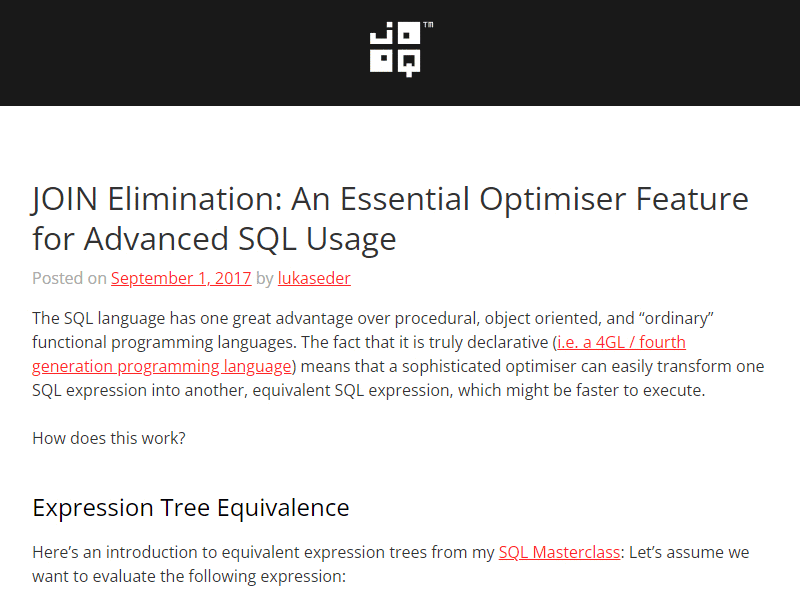 JOOQ™
JOIN Elimination: An Essential Optimiser Feature
for Advanced SQL Usage
Posted on September 1, 2017 by lukaseder
The SQL language has one great advantage over procedural, object oriented, and “ordinary”
functional programming languages. The fact that it is truly declarative (i.e. a 4GL / fourth
generation programming language) means that a sophisticated optimiser can easily transform one
SQL expression into another, equivalent SQL expression, which might be faster to execute.
How does this work?
Expression Tree Equivalence
Here’s an introduction to equivalent expression trees from my SQL Masterclass: Let’s assume we
want to evaluate the following expression: